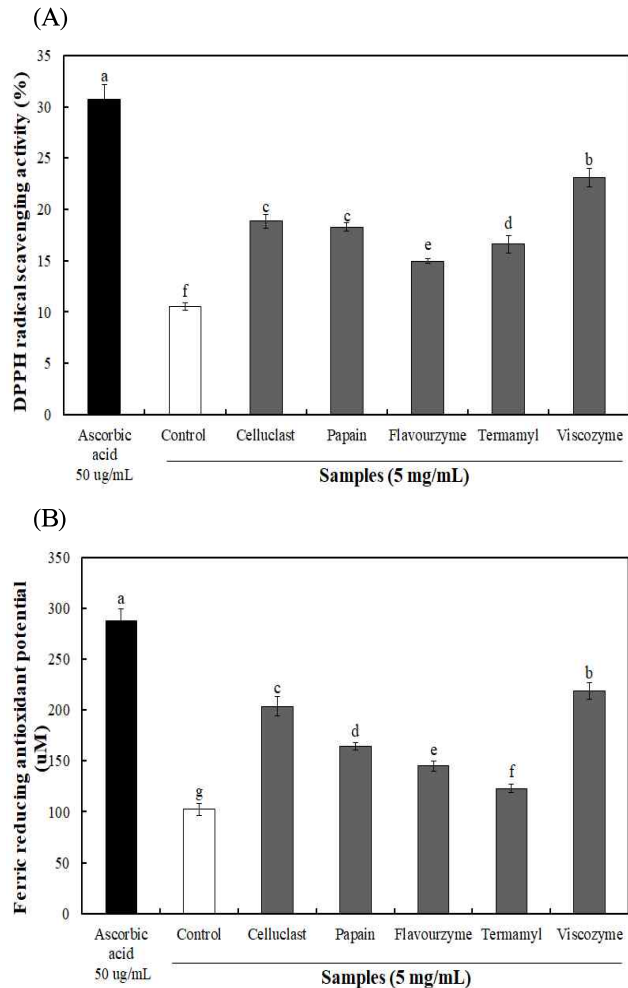 (A)
DPPH radical scavenging activity (%)
35
30
25
20
15
10
5
0
a
f
c
c
e
d
b
Ascorbic
acid
50 ug/mL
Control
Celluclast
Papain
Flavourzyme
Termamyl
Viscozyme
Samples (5 mg/mL)
(B)
Ferric reducing antioxidant potential
(uM)
350
300
250
200
150
100
50
0
a
g
c
d
e
f
b
Ascorbic
acid
50 ug/mL
Control
Celluclast
Papain
Flavourzyme
Termamyl
Viscozyme
Samples (5 mg/mL)